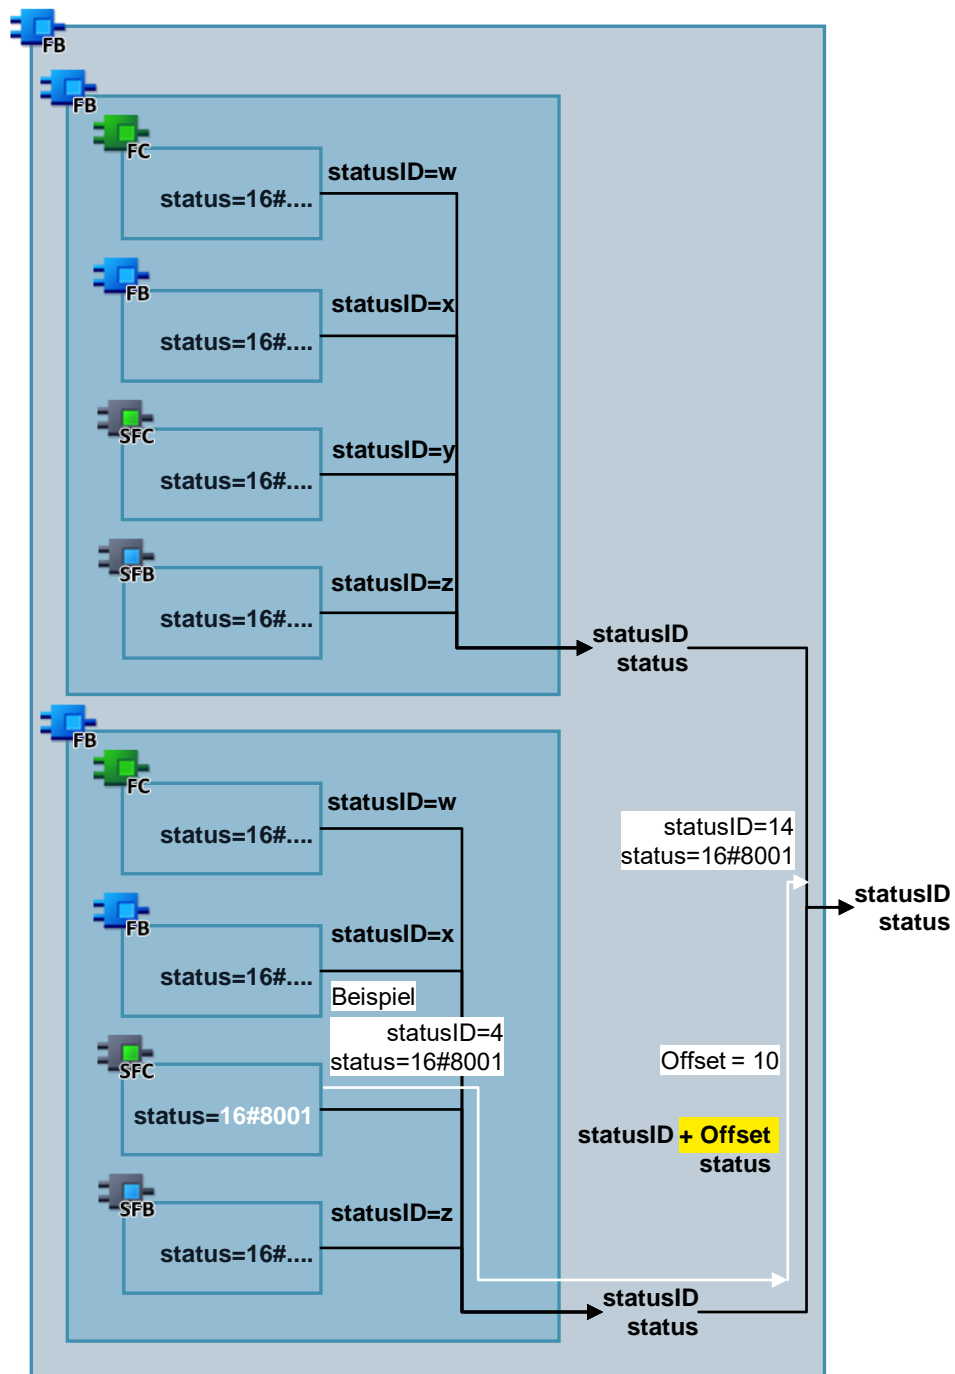 FB
FB
FC
statusID=w
status=16#....
FB
statusID=x
status=16#....
SFC
statusID=y
status=16#....
SFB
statusID=z
status=16#....
statusID
status
FB
FC
statusID=w
status=16#....
statusID=14
status=16#8001
statusID
status
FB
statusID=x
status=16#....
Beispiel
statusID=4
status=16#8001
Offset = 10
SFC
status=16#8001
statusID + Offset
status
SFB
statusID=z
status=16#....
statusID
status